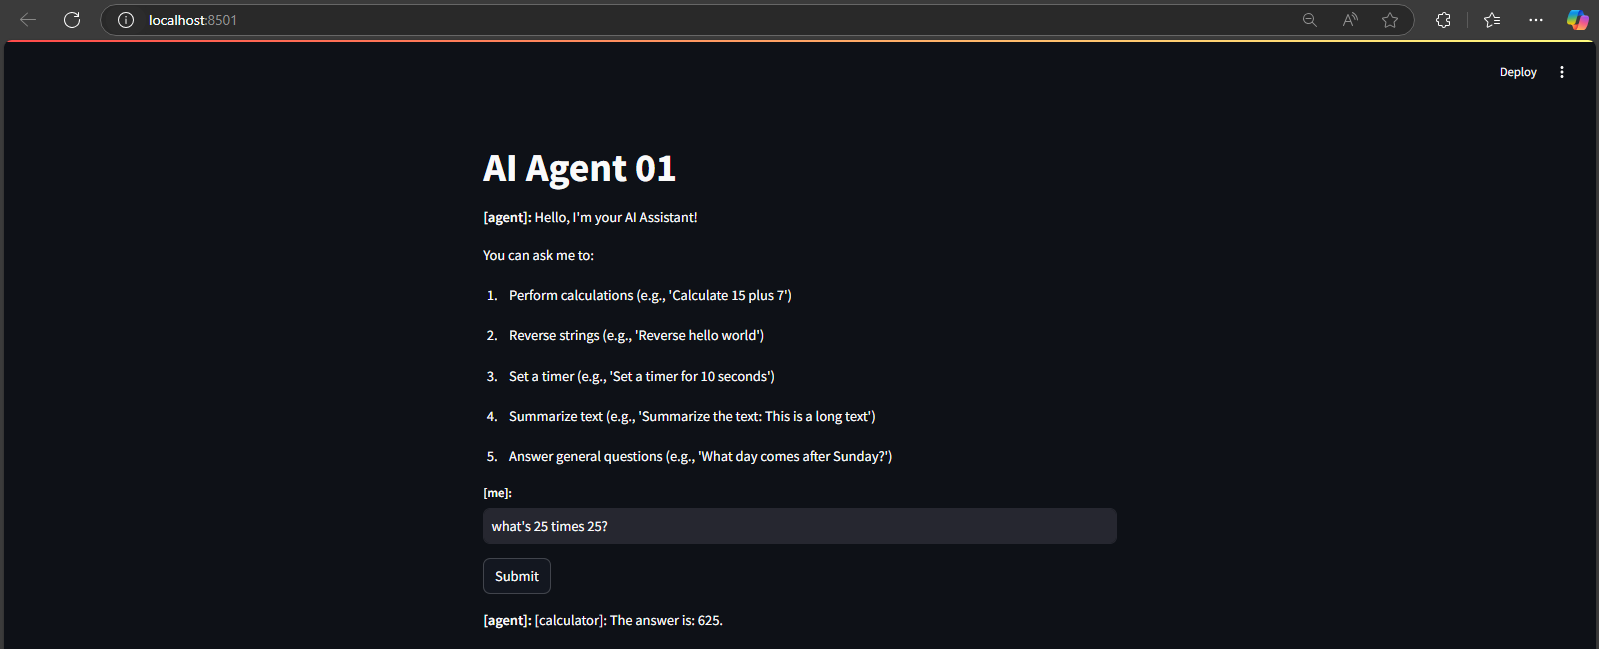 localhost:8501
Deploy
AI Agent 01
[agent]: Hello, I'm your AI Assistant!
You can ask me to:
1. Perform calculations (e.g., 'Calculate 15 plus 7')
2. Reverse strings (e.g., 'Reverse hello world')
3. Set a timer (e.g., 'Set a timer for 10 seconds')
4. Summarize text (e.g., 'Summarize the text: This is a long text')
5. Answer general questions (e.g., 'What day comes after Sunday?')
[me]:
what's 25 times 25?
Submit
[agent]: [calculator]: The answer is: 625.